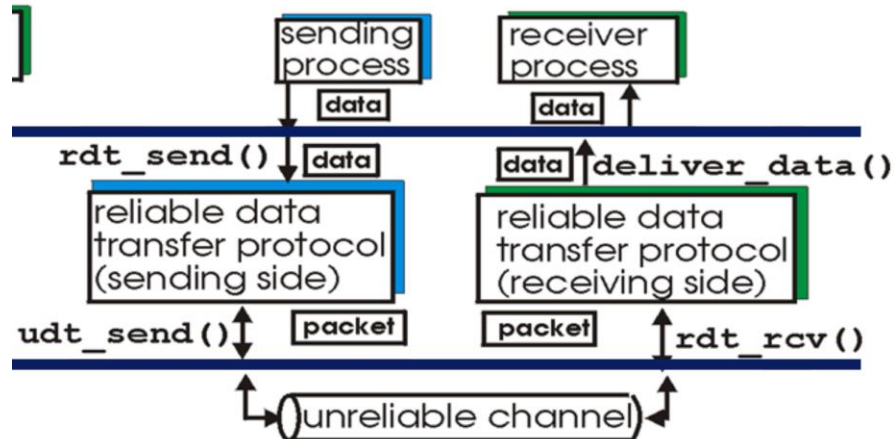 sending
process
receiver
process
data
data
rdt_send()
data
data
deliver_data()
reliable data
transfer protocol
(sending side)
reliable data
transfer protocol
(receiving side)
udt_send()
packet
packet
rdt_rcv()
unreliable channel